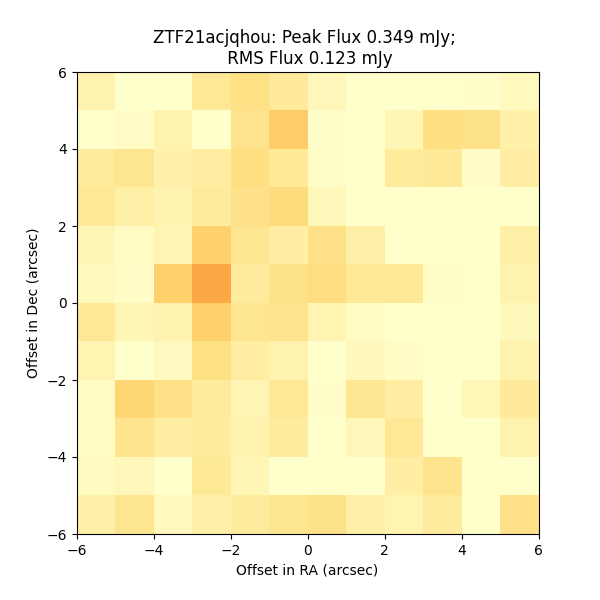 ZTF21acjqhou: Peak Flux 0.349 mJy;
RMS Flux 0.123 mJy
6
4
2
0
−2
−4
−6
Offset in Dec (arcsec)
−6 −4 −2 0 2 4 6
Offset in RA (arcsec)